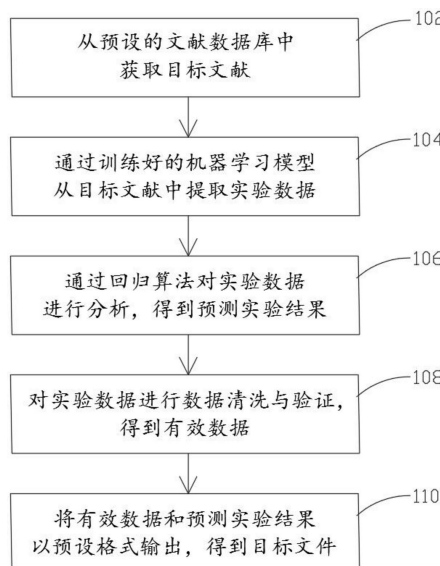 102
从预设的文献数据库中
获取目标文献
104
通过训练好的机器学习模型
从目标文献中提取实验数据
106
通过回归算法对实验数据
进行分析，得到预测实验结果
108
对实验数据进行数据清洗与验证，
得到有效数据
110
将有效数据和预测实验结果
以预设格式输出，得到目标文件